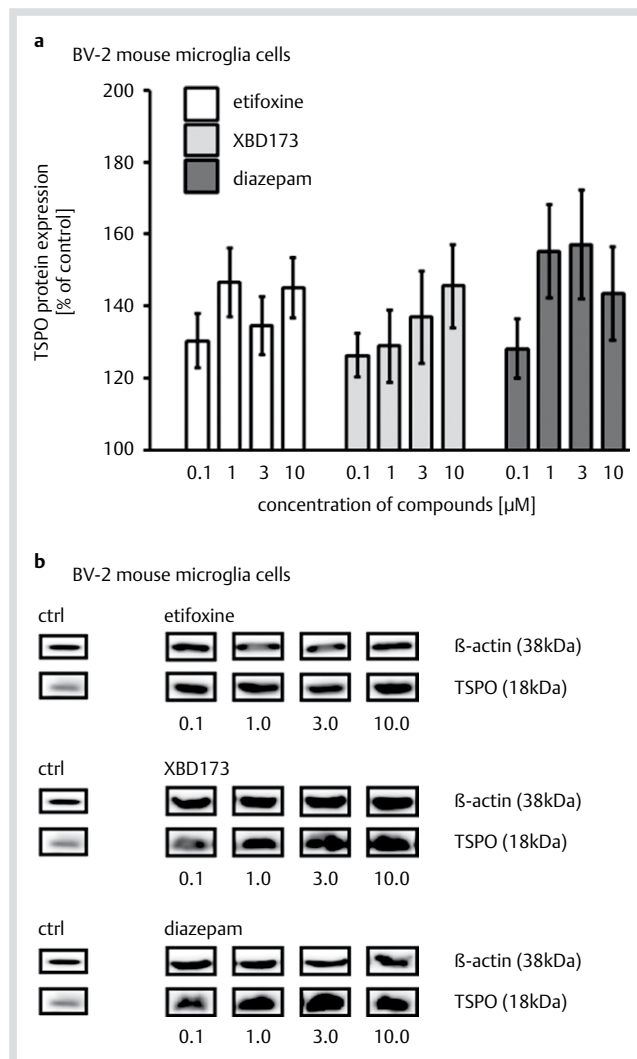 a
BV-2 mouse microglia cells
200
180
160
140
120
100
TSPO protein expression
[% of control]
etifoxine
XBD173
diazepam
0.1 1 3 10 0.1 1 3 10 0.1 1 3 10
concentration of compounds [µM]
b
BV-2 mouse microglia cells
ctrl etifoxine
ß-actin (38kDa)
TSPO (18kDa)
0.1 1.0 3.0 10.0
ctrl XBD173
ß-actin (38kDa)
TSPO (18kDa)
0.1 1.0 3.0 10.0
ctrl diazepam
ß-actin (38kDa)
TSPO (18kDa)
0.1 1.0 3.0 10.0